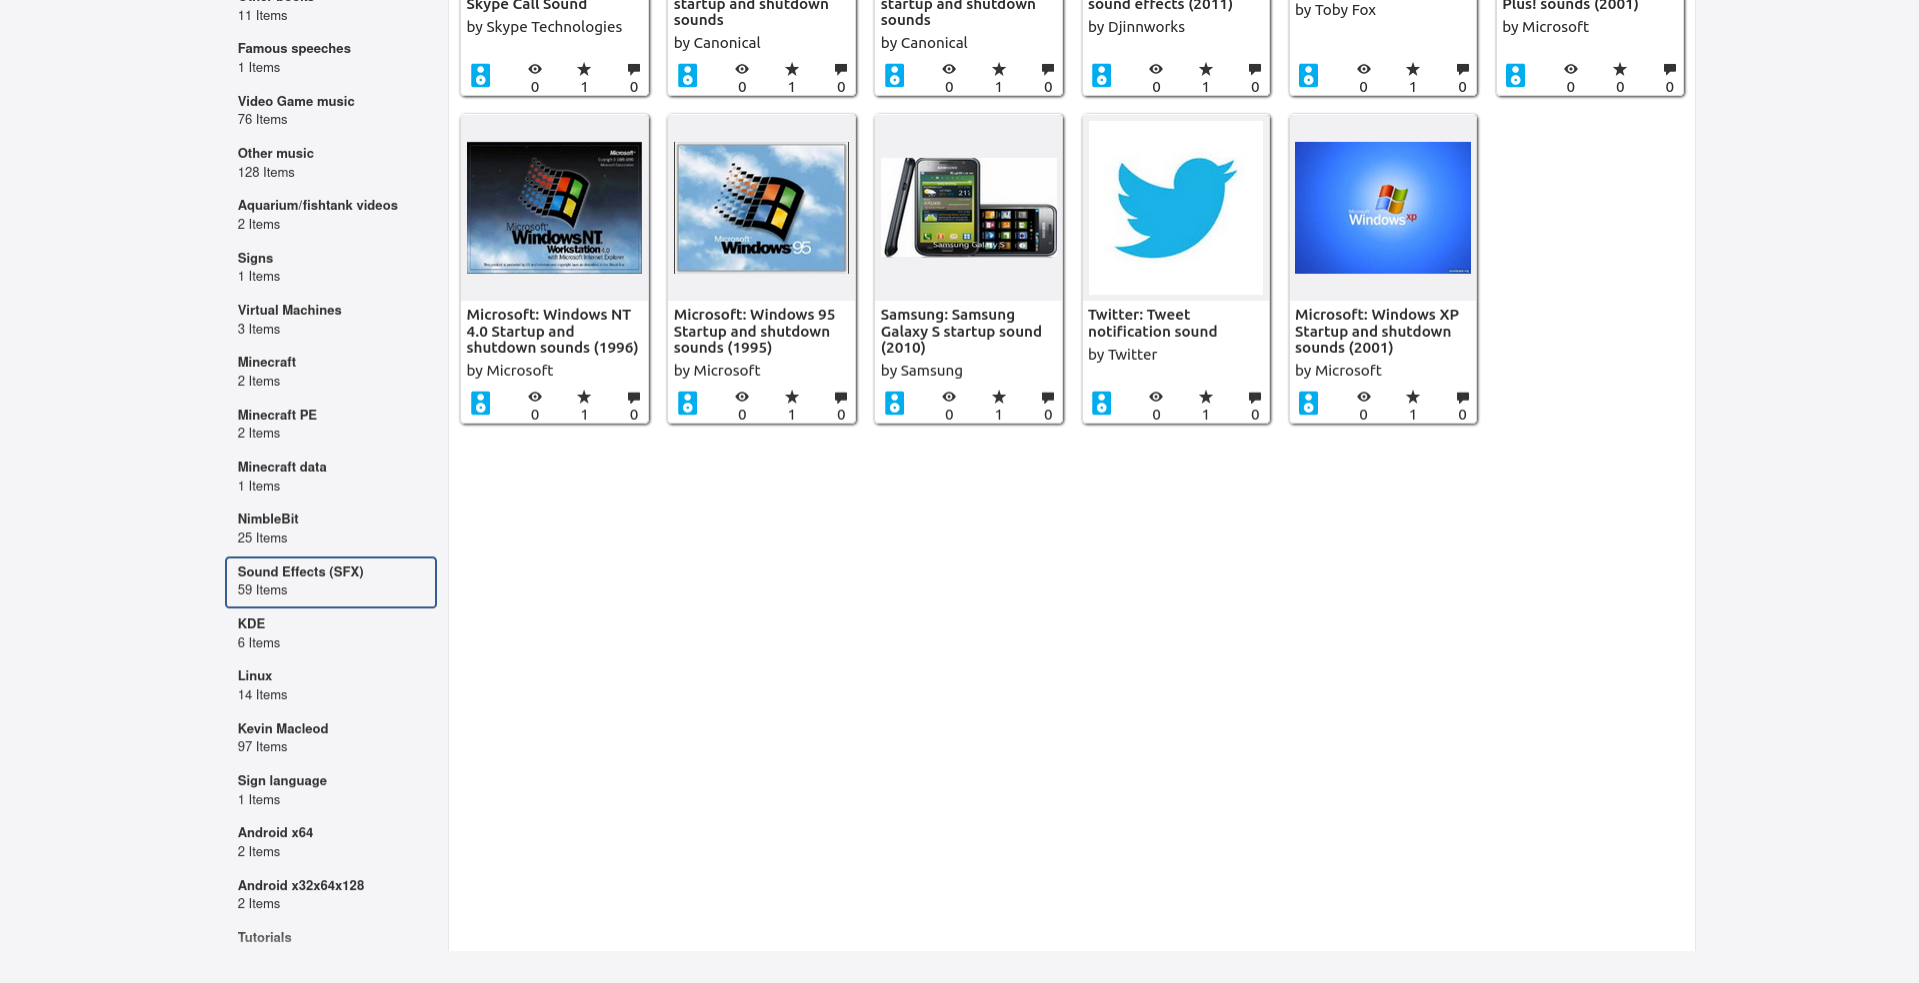 11 Items
Famous speeches
1 Items
Video Game music
76 Items
Other music
128 Items
Aquarium/fishtank videos
2 Items
Signs
1 Items
Virtual Machines
3 Items
Minecraft
2 Items
Minecraft PE
2 Items
Minecraft data
1 Items
NimbleBit
25 Items
Sound Effects (SFX)
59 Items
KDE
6 Items
Linux
14 Items
Kevin Macleod
97 Items
Sign language
1 Items
Android x64
2 Items
Android x32x64x128
2 Items
Tutorials
Skype Call Sound
by Skype Technologies
0 1 0
startup and shutdown
sounds
by Canonical
0 1 0
startup and shutdown
sounds
by Canonical
0 1 0
sound effects (2011)
by Djinnworks
0 1 0
by Toby Fox
0 1 0
Plus! sounds (2001)
by Microsoft
0 0 0
Microsoft
Microsoft
Windows NT
Workstation 4.0
with Microsoft Internet Explorer
Microsoft: Windows NT
4.0 Startup and
shutdown sounds (1996)
by Microsoft
0 1 0
Microsoft
Windows 95
Microsoft: Windows 95
Startup and shutdown
sounds (1995)
by Microsoft
0 1 0
Samsung Galaxy S
Samsung: Samsung
Galaxy S startup sound
(2010)
by Samsung
0 1 0
Twitter: Tweet
notification sound
by Twitter
0 1 0
Microsoft
Windows xp
Microsoft: Windows XP
Startup and shutdown
sounds (2001)
by Microsoft
0 1 0